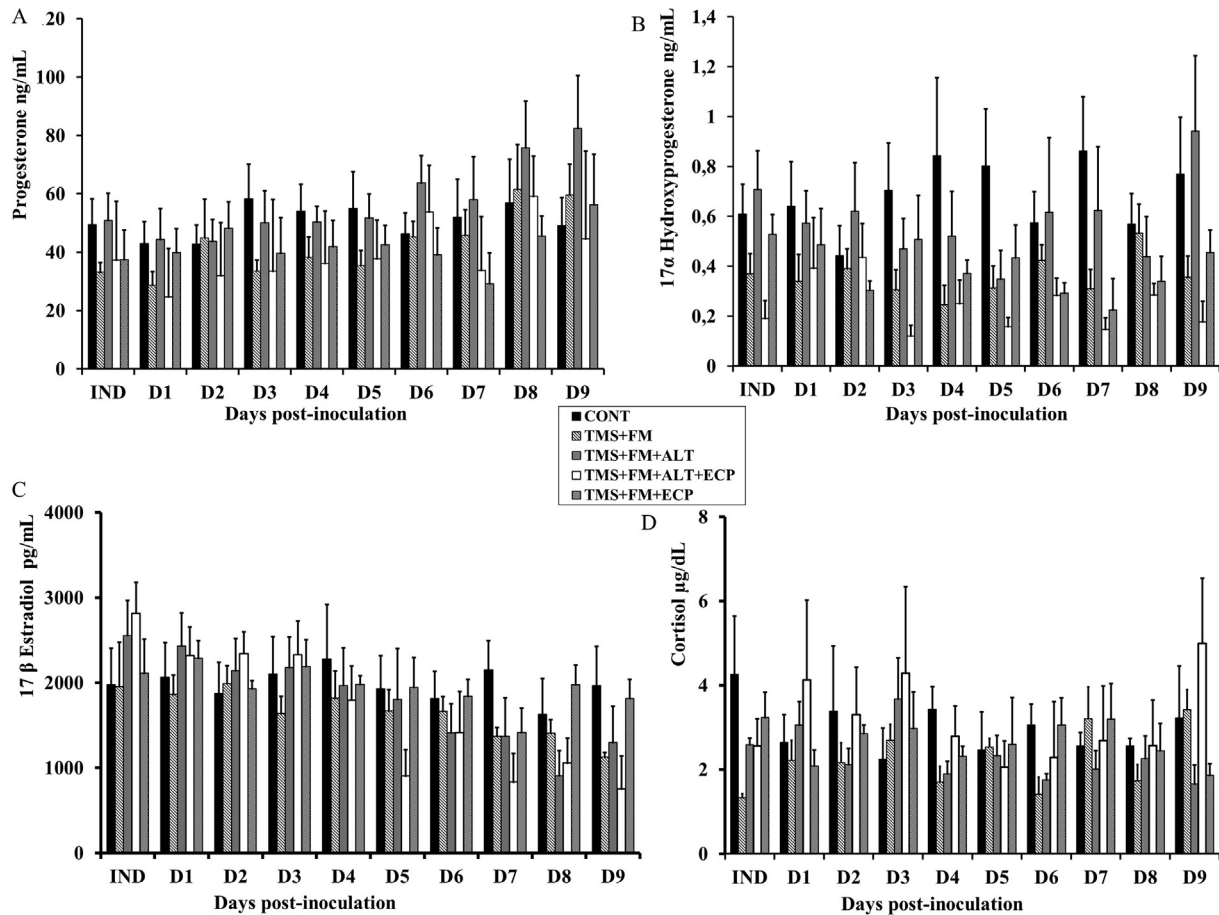 A
Progesterone ng/mL
20
100
80
60
40
20
0
IND D1 D2 D3 D4 D5 D6 D7 D8 D9
Days post-inoculation
B
17α Hydroxyprogesterone ng/mL
1,4
1,2
1
0,8
0,6
0,4
0,2
0
IND D1 D2 D3 D4 D5 D6 D7 D8 D9
Days post-inoculation
CONT
TMS+FM
TMS+FM+ALT
TMS+FM+ALT+ECP
TMS+FM+ECP
C
17 β Estradiol pg/mL
4000
3000
2000
1000
0
IND D1 D2 D3 D4 D5 D6 D7 D8 D9
Days post-inoculation
D
Cortisol µg/dL
8
6
4
2
0
IND D1 D2 D3 D4 D5 D6 D7 D8 D9
Days post-inoculation